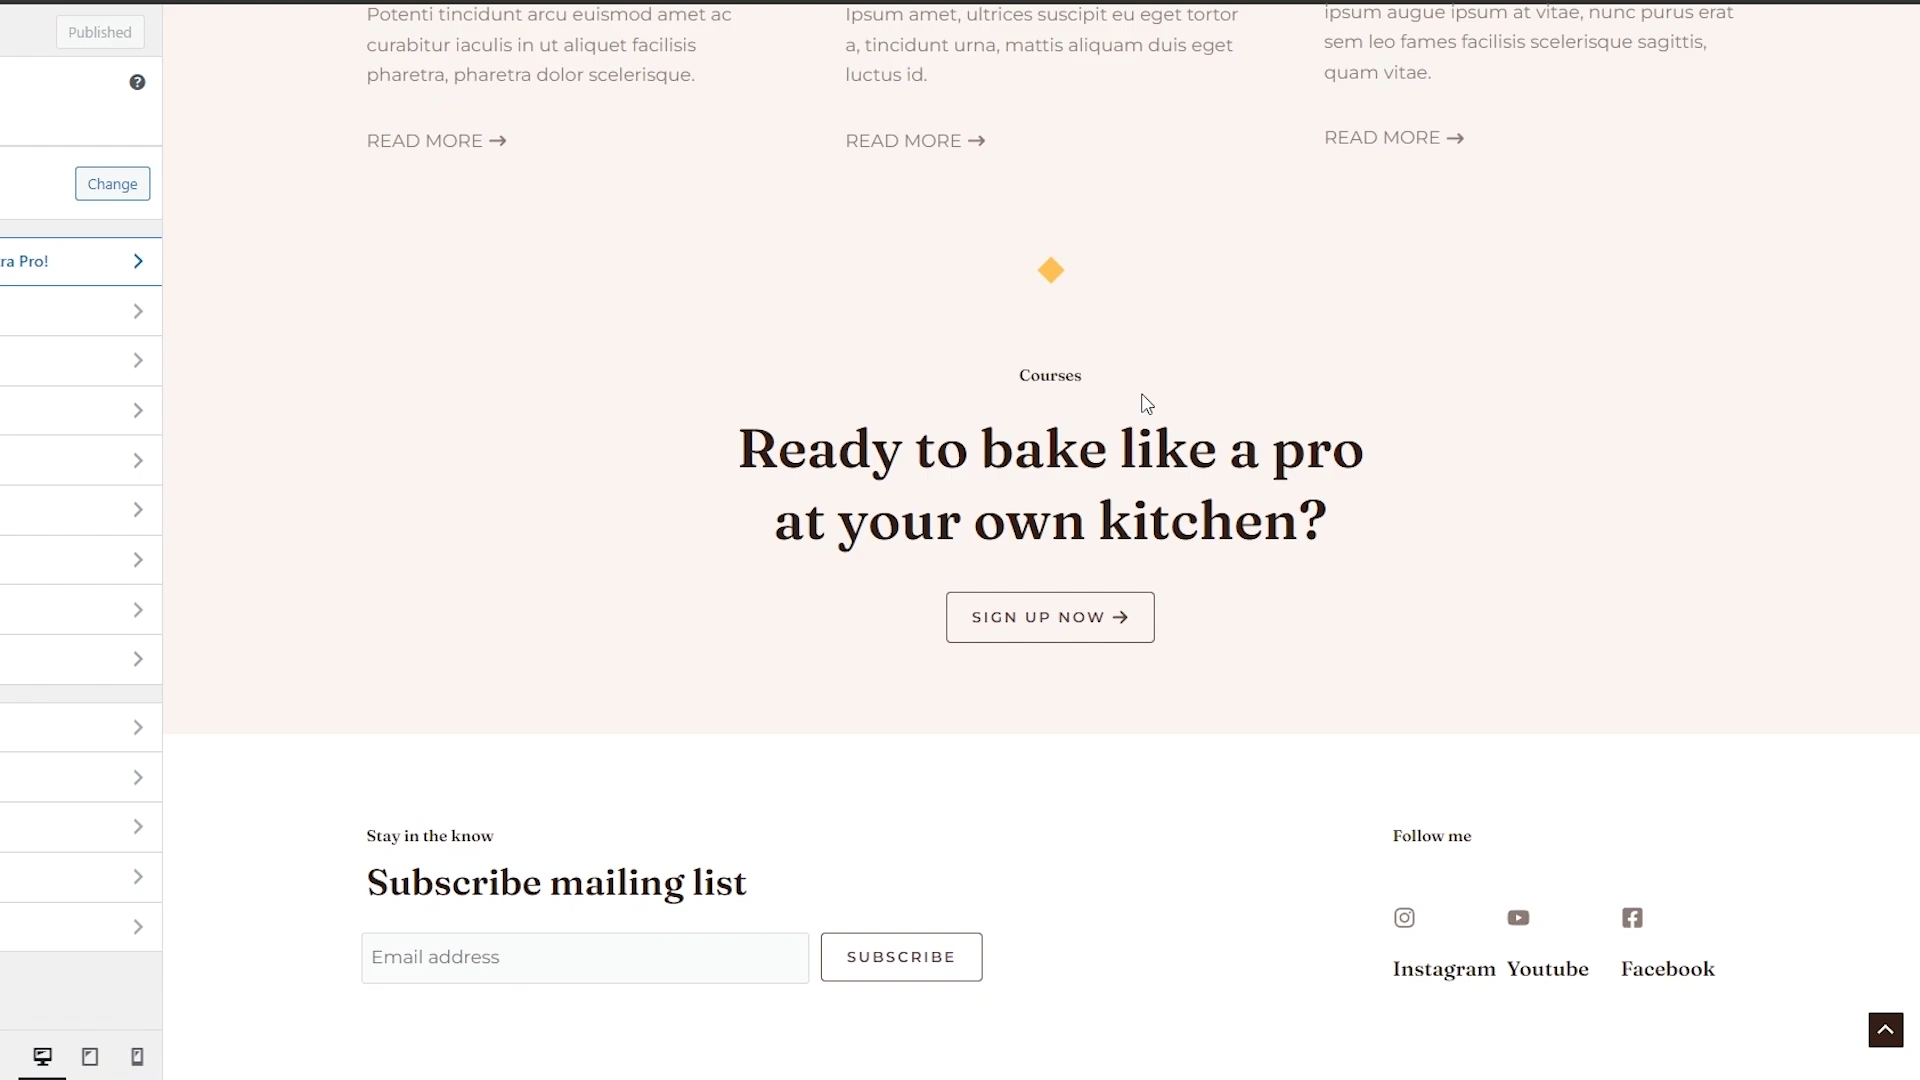 Published
Change
ra Pro!
Potenti tincidunt arcu euismod amet ac
curabitur iaculis in ut aliquet facilisis
pharetra, pharetra dolor scelerisque.
READ MORE →
Ipsum amet, ultrices suscipit eu eget tortor
a, tincidunt urna, mattis aliquam duis eget
luctus id.
READ MORE →
ipsum augue ipsum at vitae, nunc purus erat
sem leo fames facilisis scelerisque sagittis,
quam vitae.
READ MORE →
Courses
Ready to bake like a pro
at your own kitchen?
SIGN UP NOW →
Stay in the know
Subscribe mailing list
Email address
SUBSCRIBE
Follow me
Instagram
Youtube
Facebook